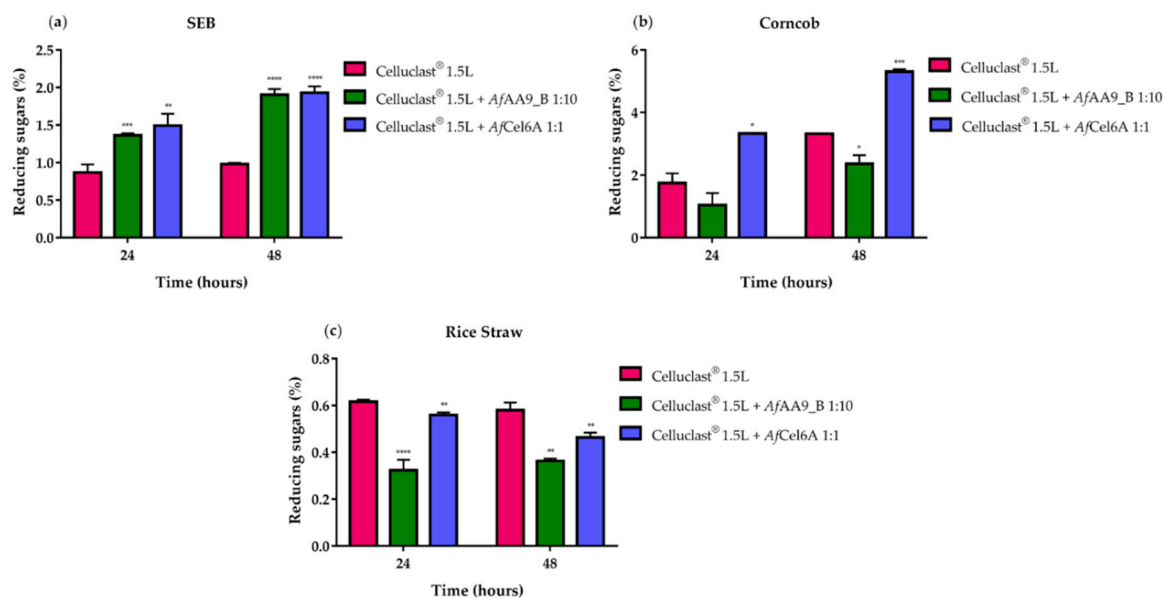 (a)
SEB
Reducing sugars (%)
2.5
2.0
1.5
1.0
0.5
0.0
***
**
****
****
24
48
Time (hours)
Celluclast® 1.5L
Celluclast® 1.5L + AfAA9_B 1:10
Celluclast® 1.5L + AfCel6A 1:1
(b)
Corncob
Reducing sugars (%)
6
4
2
0
*
*
***
24
48
Time (hours)
Celluclast® 1.5L
Celluclast® 1.5L + AfAA9_B 1:10
Celluclast® 1.5L + AfCel6A 1:1
(c)
Rice Straw
Reducing sugars (%)
0.8
0.6
0.4
0.2
0.0
****
**
**
**
24
48
Time (hours)
Celluclast® 1.5L
Celluclast® 1.5L + AfAA9_B 1:10
Celluclast® 1.5L + AfCel6A 1:1